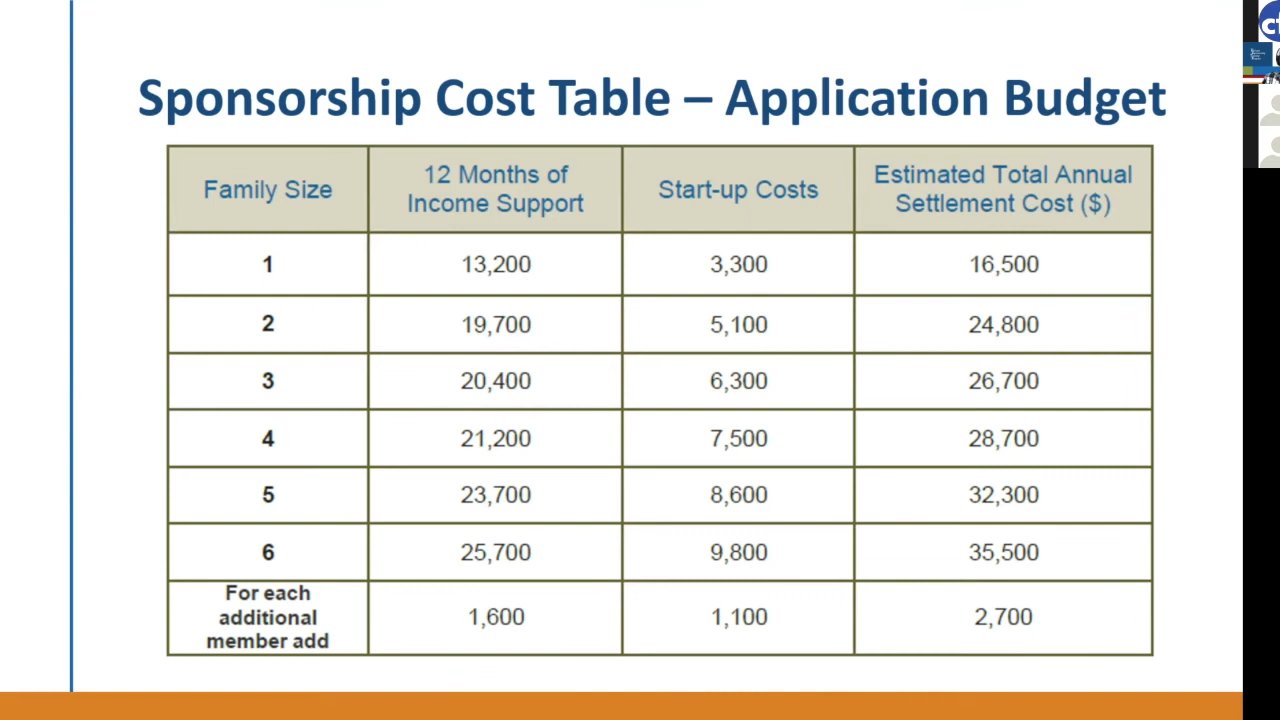 Sponsorship Cost Table – Application Budget
Family Size
12 Months of
Income Support
Start-up Costs
Estimated Total Annual
Settlement Cost ($)
1 13,200 3,300 16,500
2 19,700 5,100 24,800
3 20,400 6,300 26,700
4 21,200 7,500 28,700
5 23,700 8,600 32,300
6 25,700 9,800 35,500
For each
additional
member add
1,600 1,100 2,700